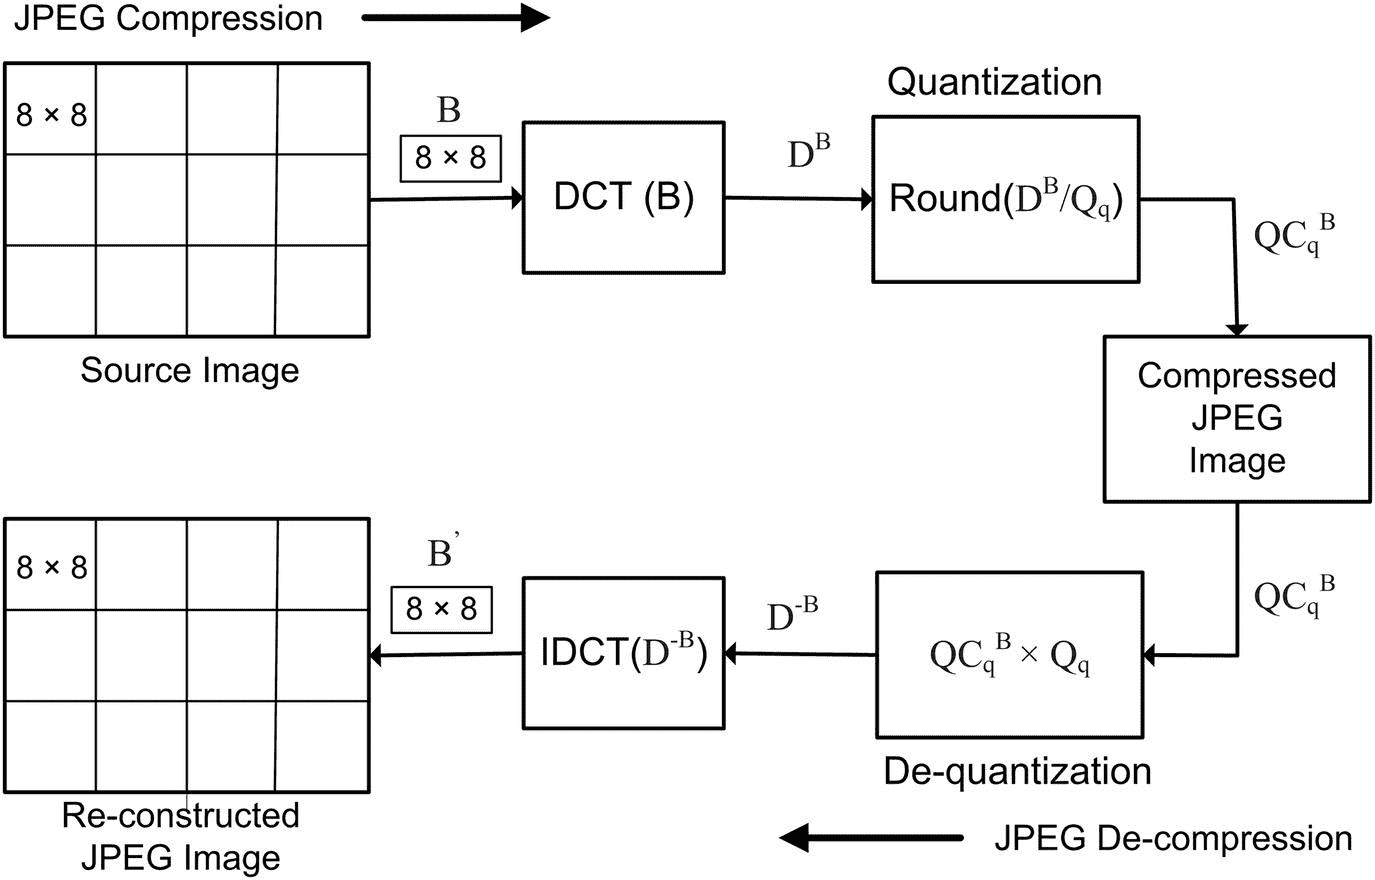 JPEG Compression
8 × 8
Source Image
B
8 × 8
DCT (B)
D^B
Quantization
Round(D^B/Q_q)
QC_q^B
Compressed
JPEG
Image
QC_q^B
QC_q^B × Q_q
De-quantization
D^-B
IDCT(D^-B)
B’
8 × 8
8 × 8
Re-constructed
JPEG Image
JPEG De-compression